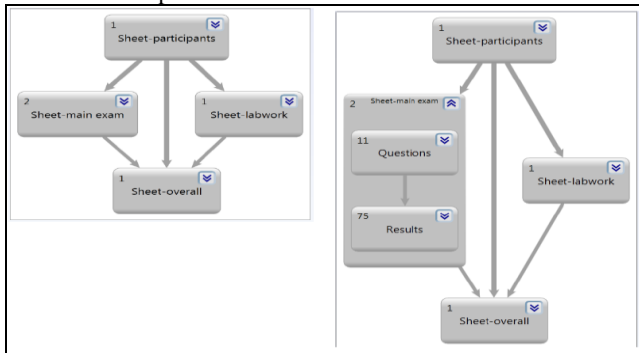 1
Sheet-participants
2
Sheet-main exam
1
Sheet-labwork
1
Sheet-overall
1
Sheet-participants
2 Sheet-main exam
11
Questions
75
Results
1
Sheet-labwork
1
Sheet-overall